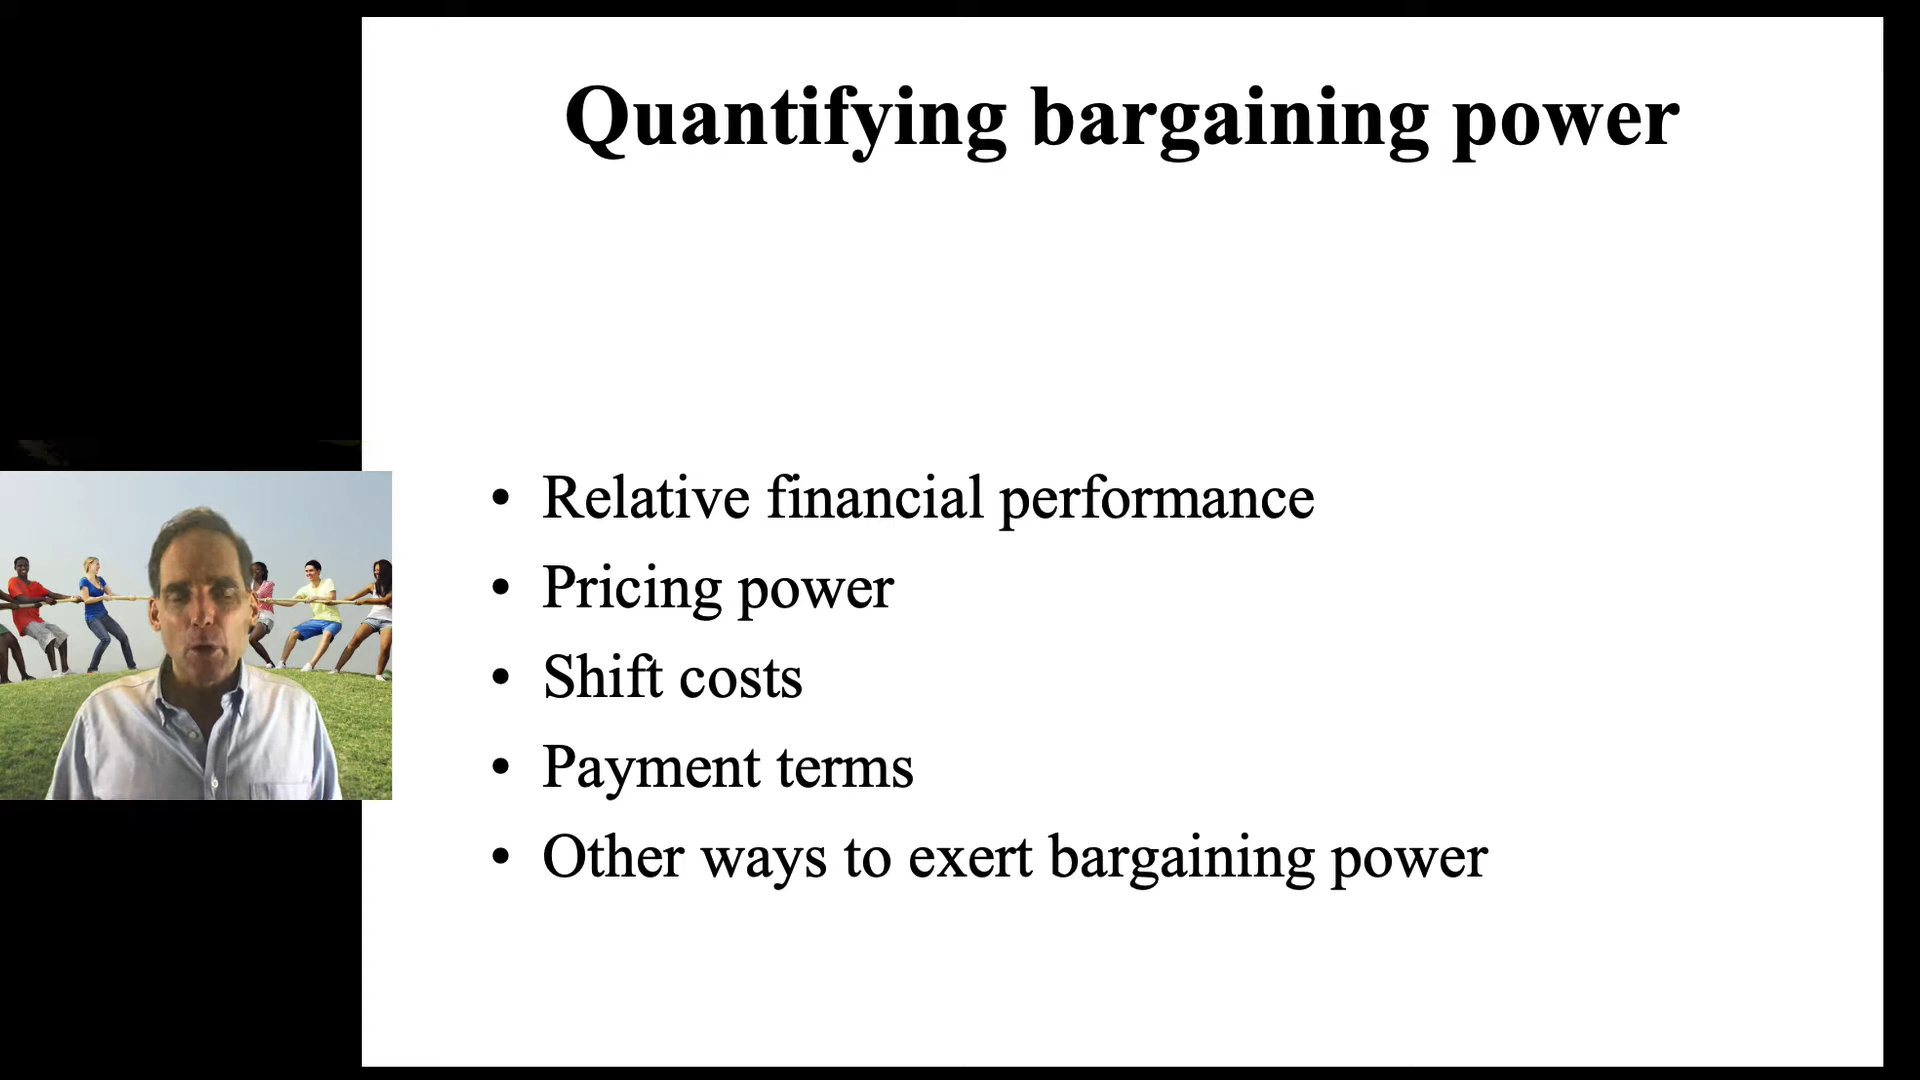 Quantifying bargaining power
• Relative financial performance
• Pricing power
• Shift costs
• Payment terms
• Other ways to exert bargaining power